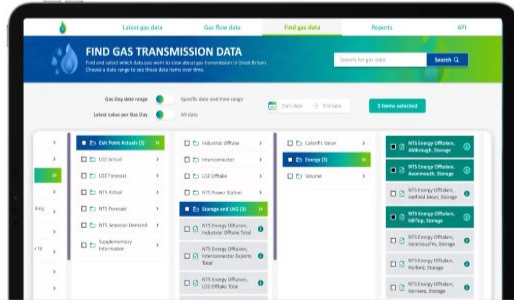 Latest gas data
Gas flow data
Find gas data
Reports
API
FIND GAS TRANSMISSION DATA
Find and select which data you want to view about gas transmission in Great Britain.
Choose a date range to see these data items over time.
Search for gas data
Search
Gas Day date range
Specific date and time range
Latest value per Gas Day
All data
Start date
End date
3 items selected
Exit Point Actuals (3)
LDZ Actual
LDZ Forecast
NTS Actual
NTS Forecast
NTS Seasonal Demand
Supplementary
Information
Industrial Offtake
Interconnector
LDZ Offtake
NTS Power Station
Storage and LNG (3)
NTS Energy Offtaken,
Industrial Offtake Total
NTS Energy Offtaken,
Interconnector Exports
Total
NTS Energy Offtaken,
LDZ Offtake Total
Calorific Value
Energy (3)
Volume
NTS Energy Offtaken,
Aldbrough, Storage
NTS Energy Offtaken,
Avonmouth, Storage
NTS Energy Offtaken,
Hatfield Moor, Storage
NTS Energy Offtaken,
Hill Top, Storage
NTS Energy Offtaken,
Holehouse Fm, Storage
NTS Energy Offtaken,
Holford, Storage
NTS Energy Offtaken,
Hornsea, Storage